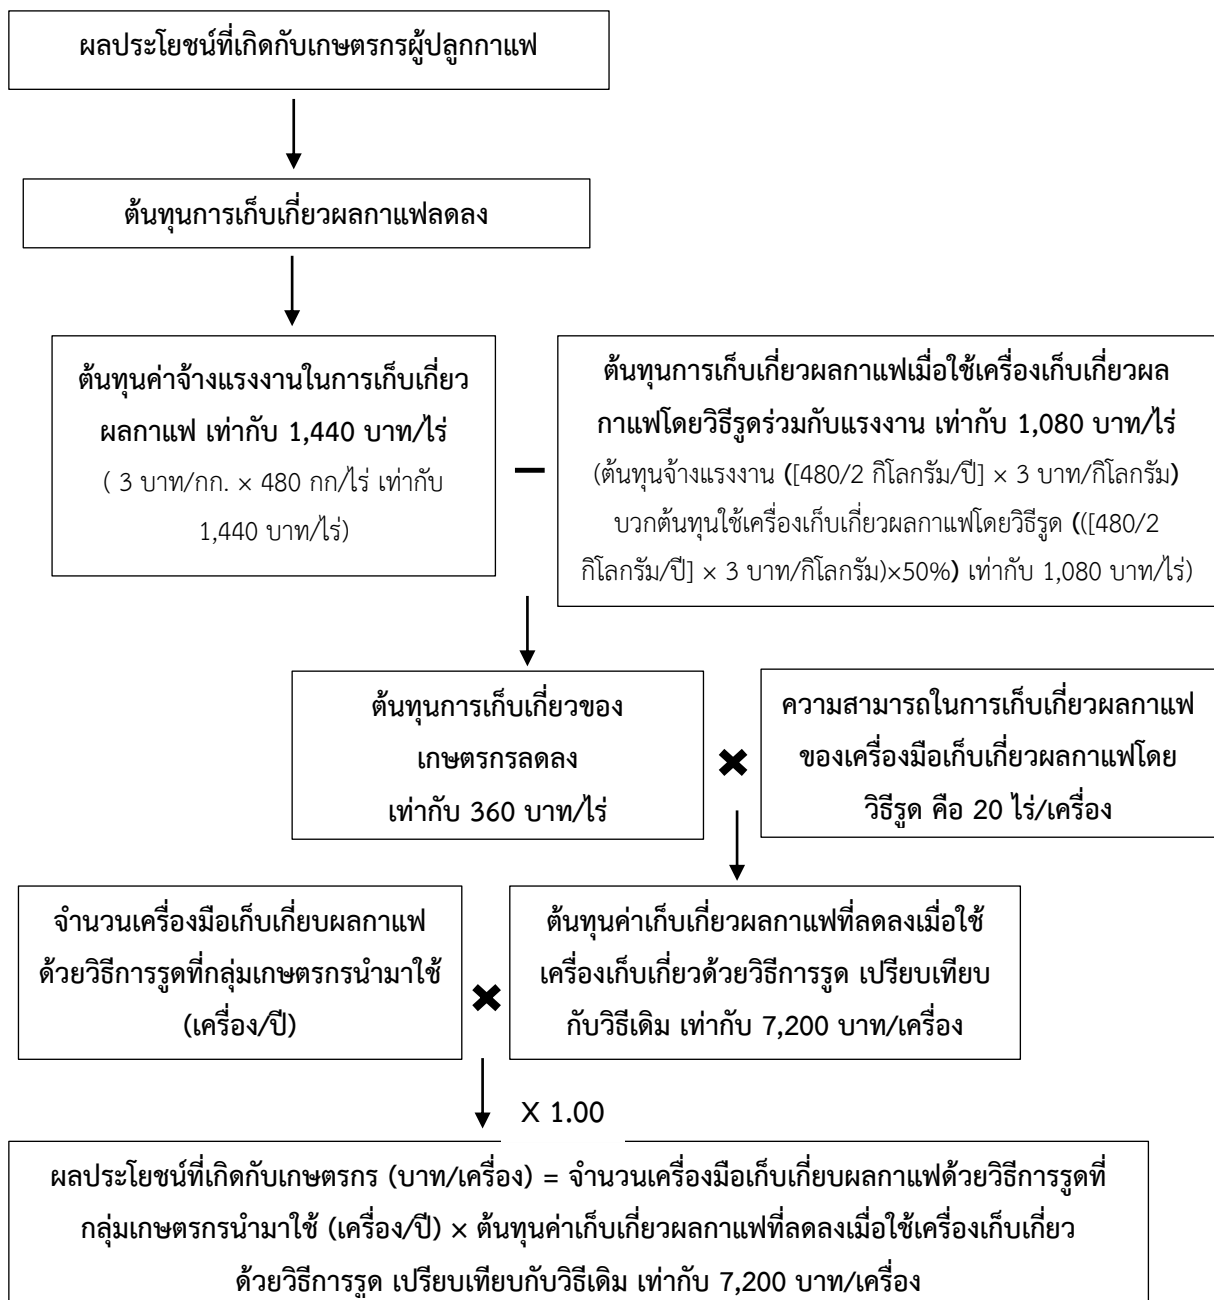 ผลประโยชน์ที่เกิดกับเกษตรกรผู้ปลูกกาแฟ
ต้นทุนการเก็บเกี่ยวผลกาแฟลดลง
ต้นทุนค่าจ้างแรงงานในการเก็บเกี่ยว
ผลกาแฟ เท่ากับ 1,440 บาท/ไร่
( 3 บาท/กก. × 480 กก/ไร่ เท่ากับ
1,440 บาท/ไร่)
–
ต้นทุนการเก็บเกี่ยวผลกาแฟเมื่อใช้เครื่องเก็บเกี่ยวผล
กาแฟโดยวิธีรูดร่วมกับแรงงาน เท่ากับ 1,080 บาท/ไร่
(ต้นทุนจ้างแรงงาน ([480/2 กิโลกรัม/ปี] × 3 บาท/กิโลกรัม)
บวกต้นทุนใช้เครื่องเก็บเกี่ยวผลกาแฟโดยวิธีรูด (([480/2
กิโลกรัม/ปี] × 3 บาท/กิโลกรัม)×50%) เท่ากับ 1,080 บาท/ไร่)
ต้นทุนการเก็บเกี่ยวของ
เกษตรกรลดลง
เท่ากับ 360 บาท/ไร่
×
ความสามารถในการเก็บเกี่ยวผลกาแฟ
ของเครื่องมือเก็บเกี่ยวผลกาแฟโดย
วิธีรูด คือ 20 ไร่/เครื่อง
จำนวนเครื่องมือเก็บเกี่ยบผลกาแฟ
ด้วยวิธีการรูดที่กลุ่มเกษตรกรนำมาใช้
(เครื่อง/ปี)
×
ต้นทุนค่าเก็บเกี่ยวผลกาแฟที่ลดลงเมื่อใช้
เครื่องเก็บเกี่ยวด้วยวิธีการรูด เปรียบเทียบ
กับวิธีเดิม เท่ากับ 7,200 บาท/เครื่อง
X 1.00
ผลประโยชน์ที่เกิดกับเกษตรกร (บาท/เครื่อง) = จำนวนเครื่องมือเก็บเกี่ยบผลกาแฟด้วยวิธีการรูดที่
กลุ่มเกษตรกรนำมาใช้ (เครื่อง/ปี) × ต้นทุนค่าเก็บเกี่ยวผลกาแฟที่ลดลงเมื่อใช้เครื่องเก็บเกี่ยว
ด้วยวิธีการรูด เปรียบเทียบกับวิธีเดิม เท่ากับ 7,200 บาท/เครื่อง